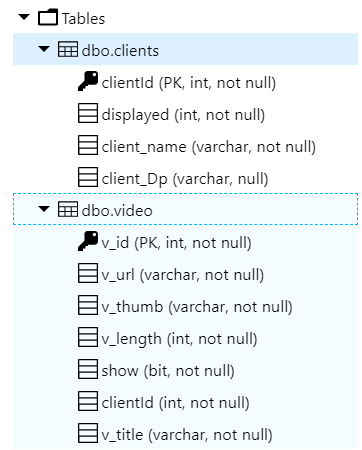 Tables
dbo.clients
clientId (PK, int, not null)
displayed (int, not null)
client_name (varchar, not null)
client_Dp (varchar, null)
dbo.video
v_id (PK, int, not null)
v_url (varchar, not null)
v_thumb (varchar, not null)
v_length (int, not null)
show (bit, not null)
clientId (int, not null)
v_title (varchar, not null)